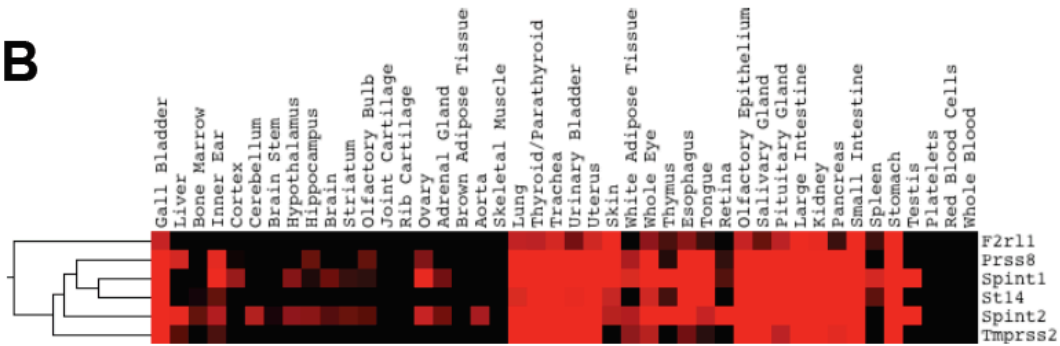 B
Gall Bladder
Liver
Bone Marrow
Inner Ear
Cortex
Cerebellum
Brain Stem
Hypothalamus
Hippocampus
Brain
Striatum
Olfactory Bulb
Joint Cartilage
Rib Cartilage
Ovary
Adrenal Gland
Brown Adipose Tissue
Aorta
Skeletal Muscle
Lung
Thyroid/Parathyroid
Trachea
Urinary Bladder
Uterus
Skin
White Adipose Tissue
Whole Eye
Thymus
Esophagus
Tongue
Retina
Olfactory Epithelium
Salivary Gland
Pituitary Gland
Large Intestine
Kidney
Pancreas
Small Intestine
Spleen
Stomach
Testis
Platelets
Red Blood Cells
Whole Blood
F2rl1
Prss8
Spint1
St14
Spint2
Tmprss2